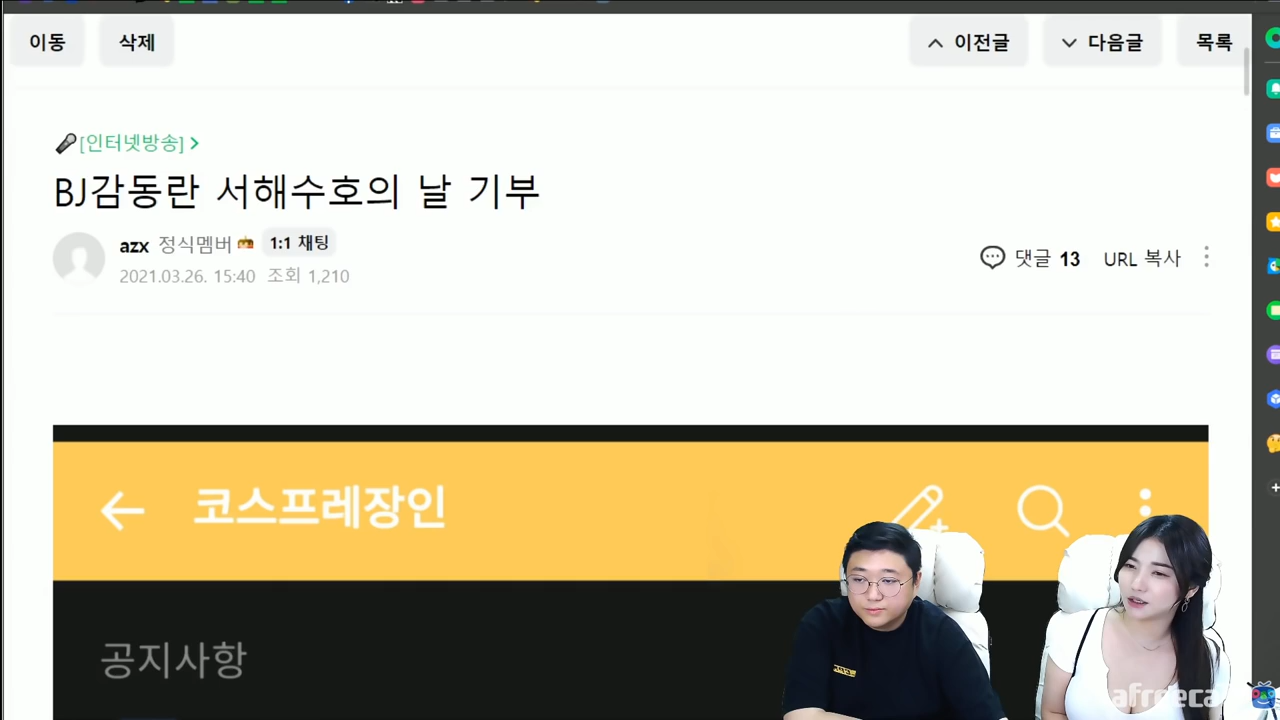 이동 삭제 이전글 다음글 목록
[인터넷방송]
BJ감동란 서해수호의 날 기부
azx 정식멤버 1:1 채팅
2021.03.26. 15:40 조회 1,210
댓글 13 URL 복사
코스프레장인
공지사항
afreeca